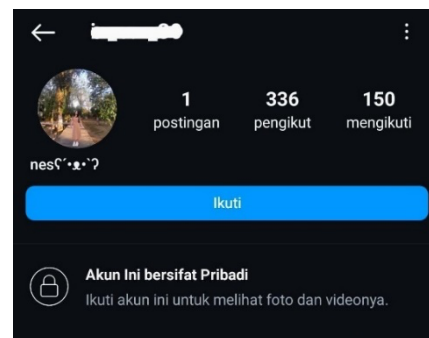 1 336 150
postingan pengikut mengikuti
nesʕ´•ᴥ•`ʔ
Ikuti
Akun Ini bersifat Pribadi
Ikuti akun ini untuk melihat foto dan videonya.